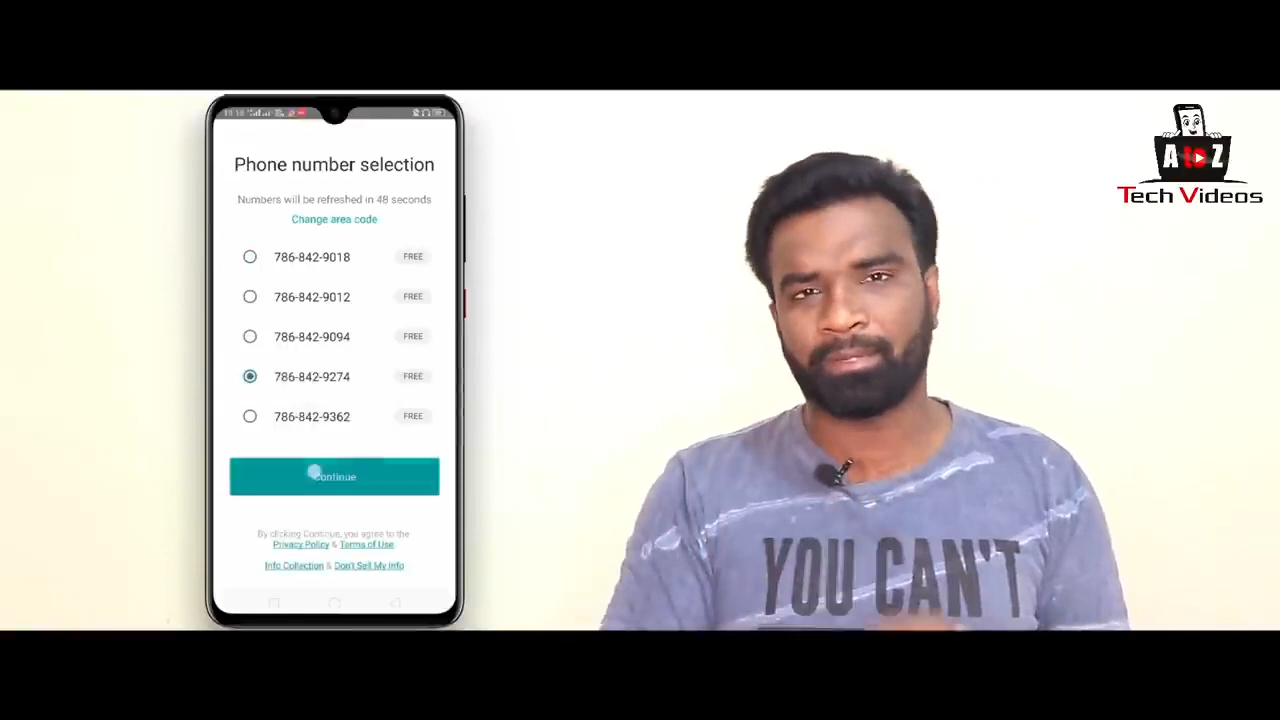 Phone number selection
Numbers will be refreshed in 48 seconds
Change area code
786-842-9018 FREE
786-842-9012 FREE
786-842-9094 FREE
786-842-9274 FREE
786-842-9362 FREE
Continue
By clicking Continue, you agree to the
Privacy Policy & Terms of Use
Info Collection & Don't Sell My Info
A to Z
Tech Videos
YOU CAN'T